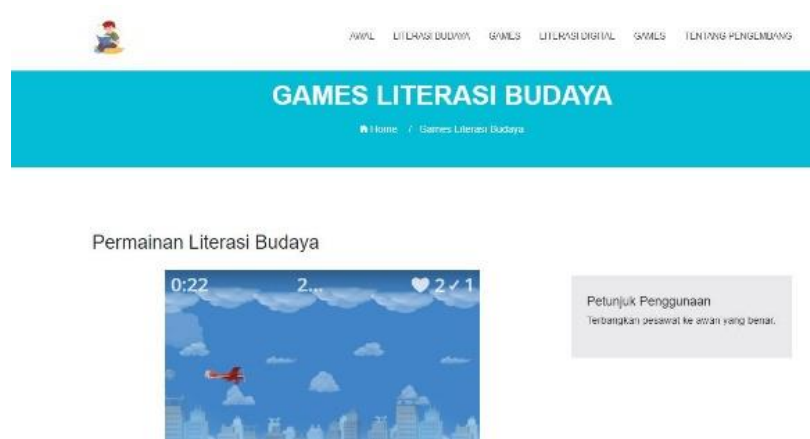 AWAL LITERASI BUDAYA GAMES LITERASI DIGITAL GAMES TENTANG PENGEMBANG
GAMES LITERASI BUDAYA
Home / Games Literasi Budaya
Permainan Literasi Budaya
0:22 2... 2 ✓ 1
Petunjuk Penggunaan
Terbangkan pesawat ke awan yang benar.